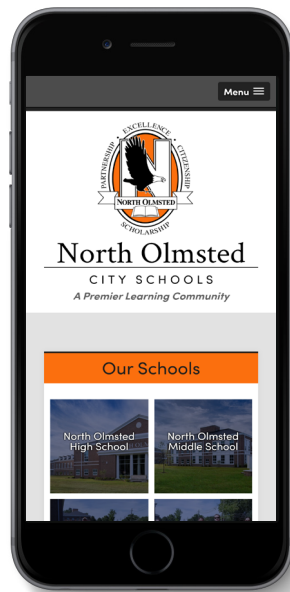 Menu
EXCELLENCE
PARTNERSHIP
CITIZENSHIP
NORTH OLMSTED
SCHOLARSHIP
North Olmsted
CITY SCHOOLS
A Premier Learning Community
Our Schools
North Olmsted
High School
North Olmsted
Middle School